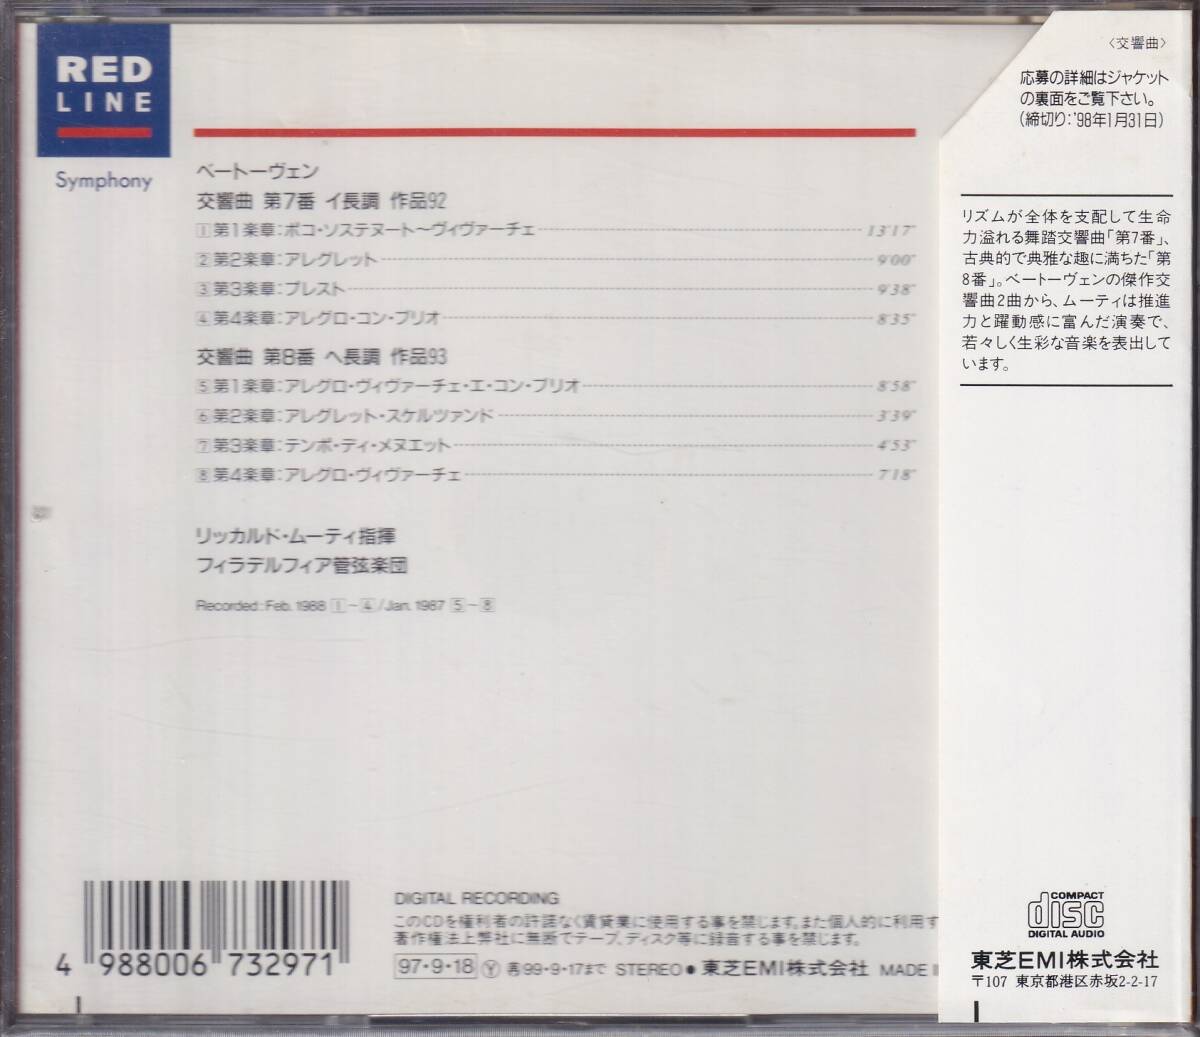 RED
LINE
Symphony
ベートーヴェン
交響曲 第7番 イ長調 作品92
1 第1楽章:ポコ・ソステヌート〜ヴィヴァーチェ 13'17"
2 第2楽章:アレグレット 9'00"
3 第3楽章:プレスト 9'38"
4 第4楽章:アレグロ・コン・ブリオ 8'35"
交響曲 第8番 ヘ長調 作品93
5 第1楽章:アレグロ・ヴィヴァーチェ・エ・コン・ブリオ 8'58"
6 第2楽章:アレグレット・スケルツァンド 3'39"
7 第3楽章:テンポ・ディ・メヌエット 4'53"
8 第4楽章:アレグロ・ヴィヴァーチェ 7'18"
リッカルド・ムーティ指揮
フィラデルフィア管弦楽団
Recorded: Feb. 1988 1–4 / Jan. 1987 5–8
4 988006 732971
DIGITAL RECORDING
このCDを権利者の許諾なく賃貸業に使用する事を禁じます。また個人的に利用す
著作権法上弊社に無断でテープ、ディスク等に録音する事を禁じます。
97・9・18 Ⓨ 再99・9・17まで STEREO ● 東芝EMI株式会社 MADE I
〈交響曲〉
応募の詳細はジャケット
の裏面をご覧下さい。
(締切り:'98年1月31日)
リズムが全体を支配して生命
力溢れる舞踏交響曲「第7番」、
古典的で典雅な趣に満ちた「第
8番」。ベートーヴェンの傑作交
響曲2曲から、ムーティは推進
力と躍動感に富んだ演奏で、
若々しく生彩な音楽を表出して
います。
COMPACT
disc
DIGITAL AUDIO
東芝EMI株式会社
〒107 東京都港区赤坂2-2-17